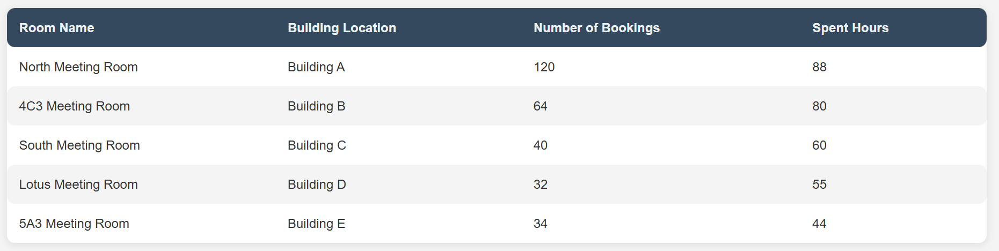 Room Name Building Location Number of Bookings Spent Hours
North Meeting Room Building A 120 88
4C3 Meeting Room Building B 64 80
South Meeting Room Building C 40 60
Lotus Meeting Room Building D 32 55
5A3 Meeting Room Building E 34 44